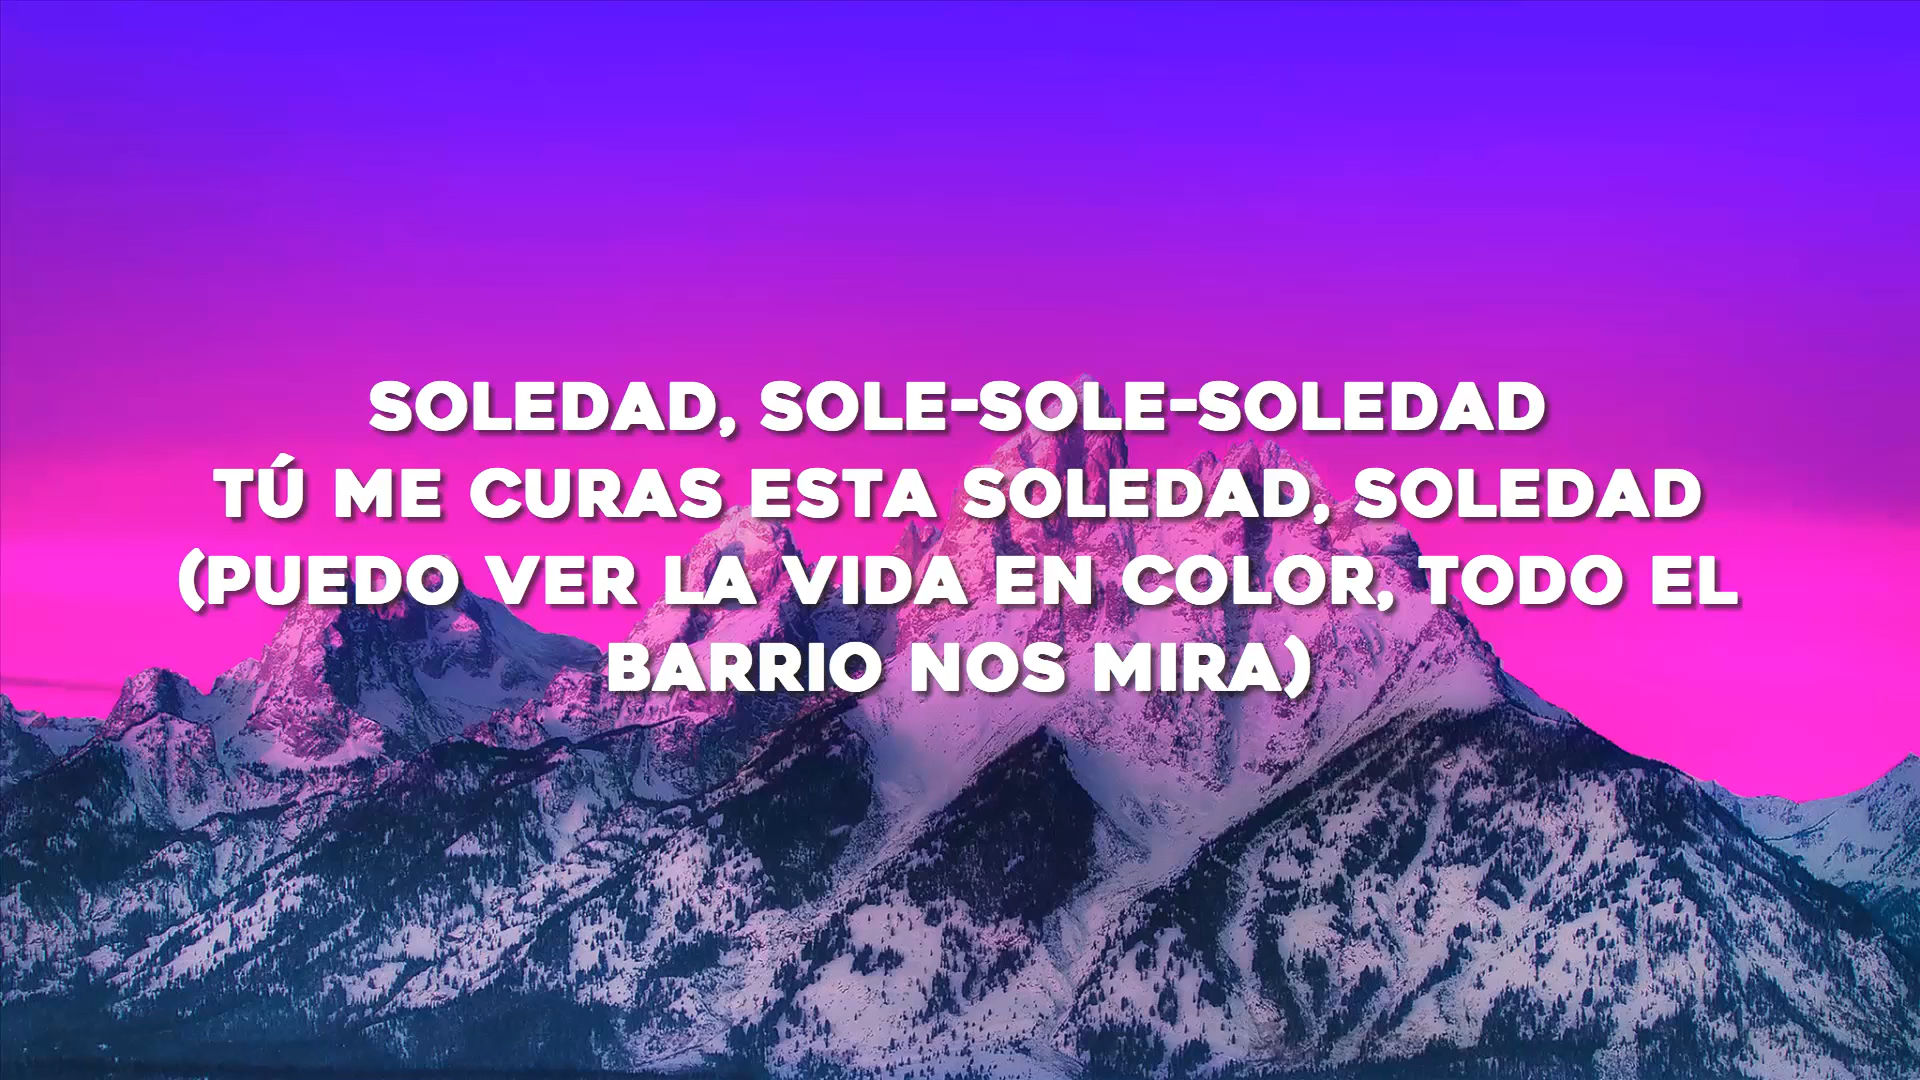 SOLEDAD, SOLE-SOLE-SOLEDAD
TÚ ME CURAS ESTA SOLEDAD, SOLEDAD
(PUEDO VER LA VIDA EN COLOR, TODO EL
BARRIO NOS MIRA)